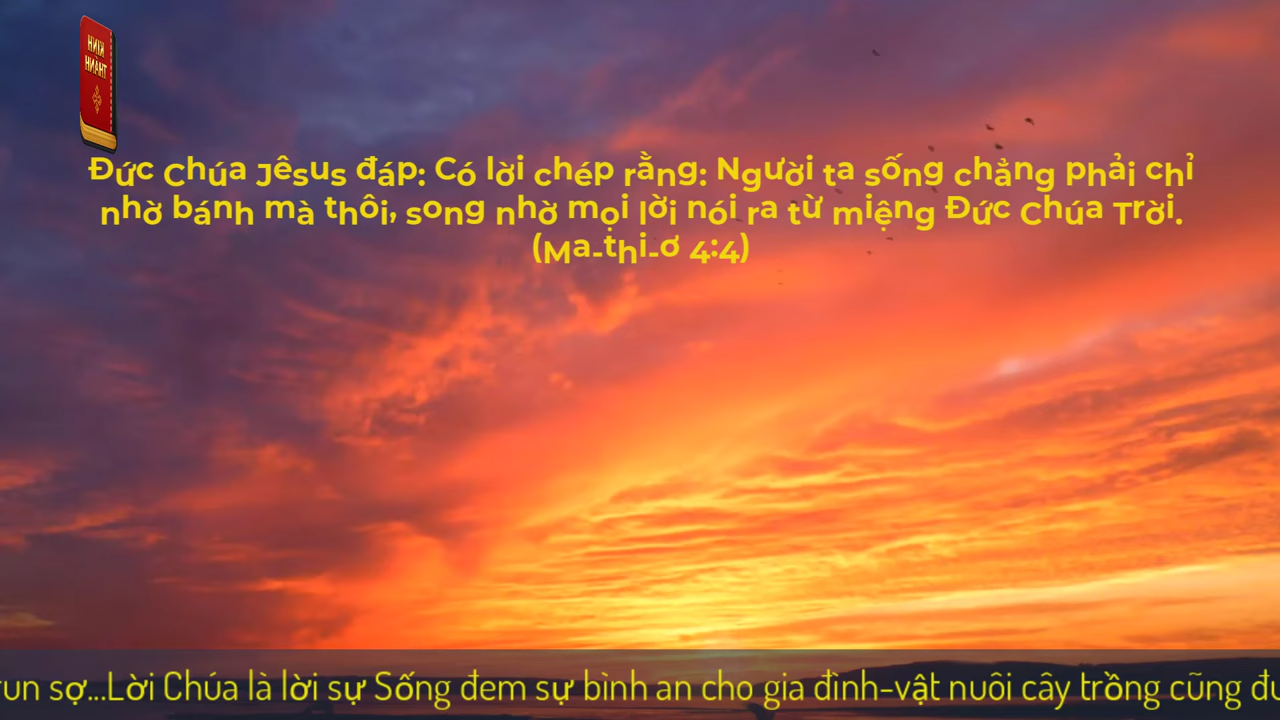 KINH
THÁNH
Đức Chúa Jêsus đáp: Có lời chép rằng: Người ta sống chẳng phải chỉ
nhờ bánh mà thôi, song nhờ mọi lời nói ra từ miệng Đức Chúa Trời.
(Ma-thi-ơ 4:4)
sợ...Lời Chúa là lời sự Sống đem sự bình an cho gia đình-vật nuôi cây trồng cũng